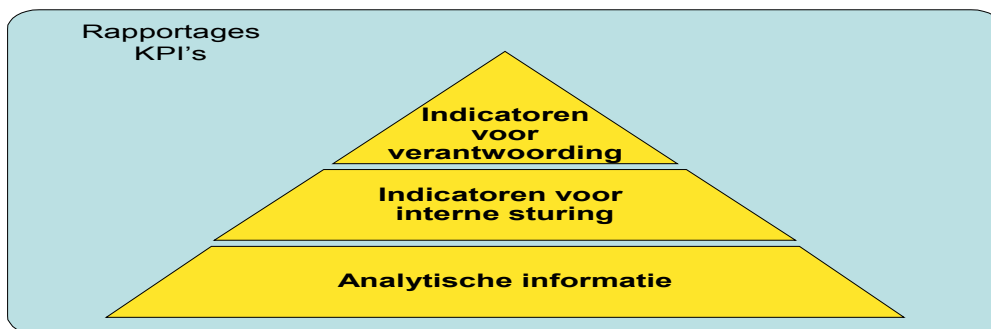 Rapportages
KPI’s
Indicatoren
voor
verantwoording
Indicatoren voor
interne sturing
Analytische informatie